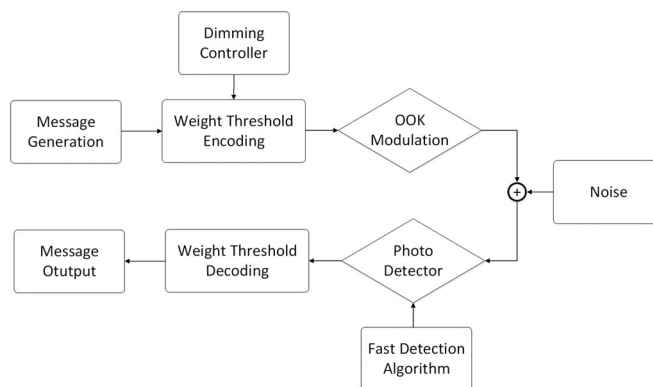 Dimming
Controller
Message
Generation
Weight Threshold
Encoding
OOK
Modulation
+
Noise
Message
Otutput
Weight Threshold
Decoding
Photo
Detector
Fast Detection
Algorithm